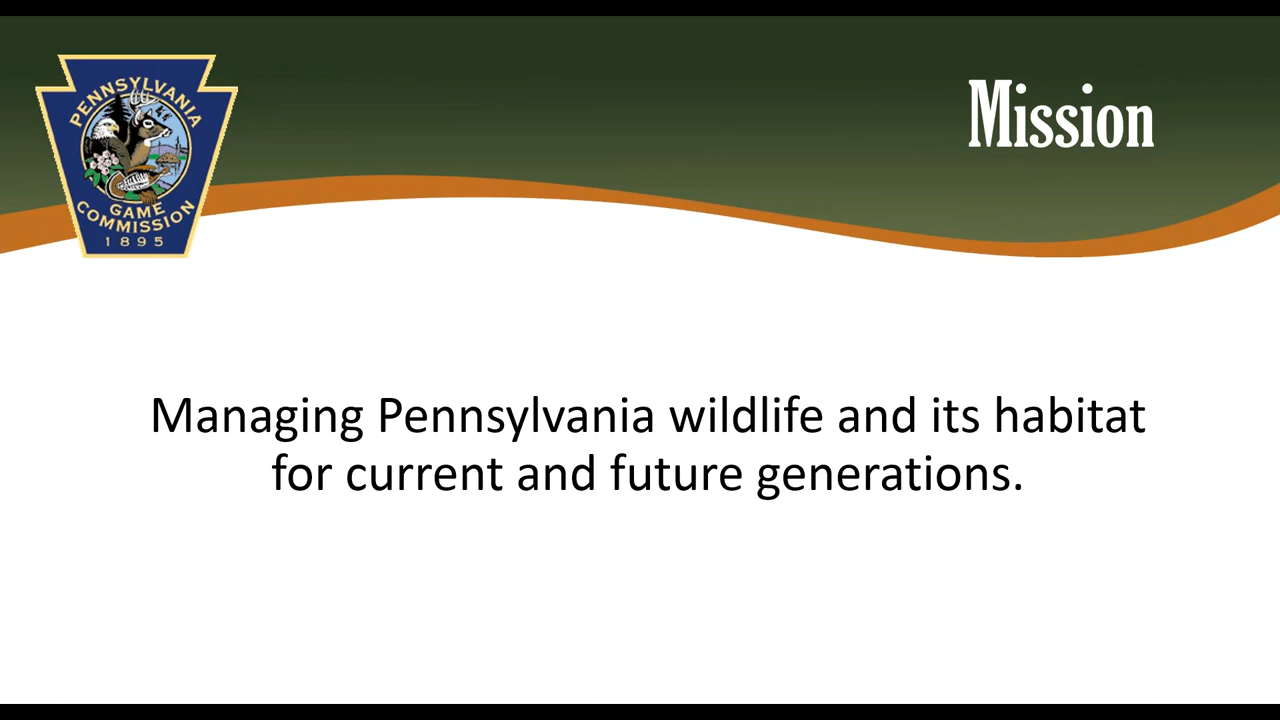 PENNSYLVANIA
GAME
COMMISSION
1895
Mission
Managing Pennsylvania wildlife and its habitat
for current and future generations.